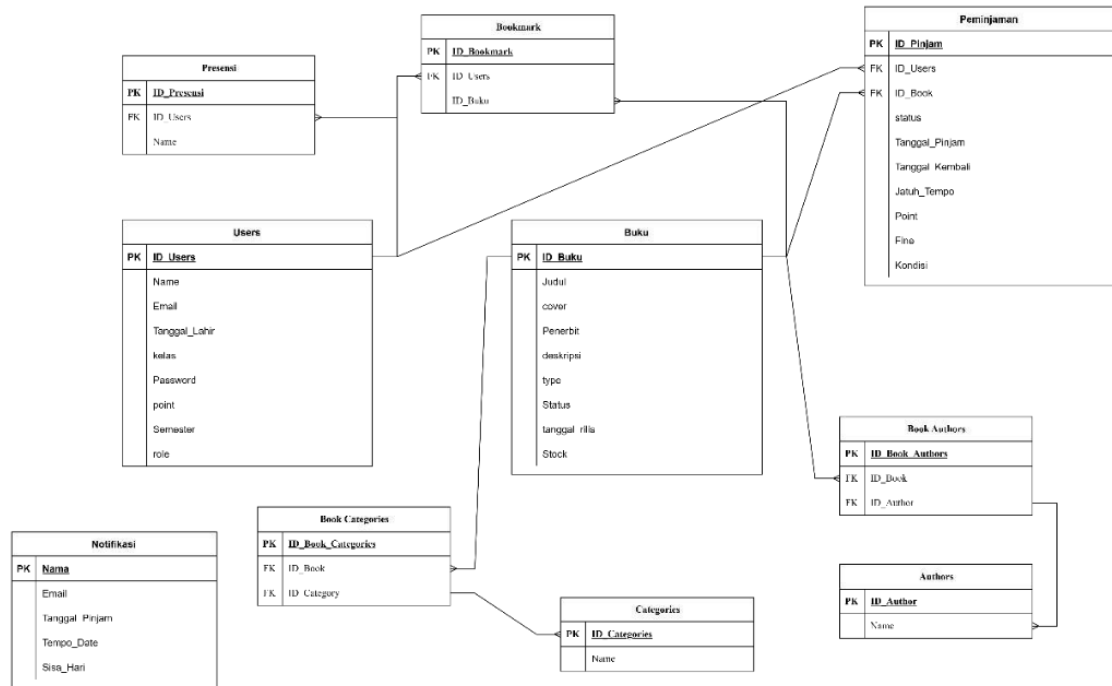 Bookmark
PK ID_Bookmark
FK ID_Users
ID_Buku
Peminjaman
PK ID_Pinjam
FK ID_Users
FK ID_Book
status
Tanggal_Pinjam
Tanggal_Kembali
Jatuh_Tempo
Point
Fine
Kondisi
Presensi
PK ID_Presensi
FK ID_Users
Name
Users
PK ID_Users
Name
Email
Tanggal_Lahir
kelas
Password
point
Semester
role
Buku
PK ID_Buku
Judul
cover
Penerbit
deskripsi
type
Status
tanggal_rilis
Stock
Book Authors
PK ID_Book_Authors
FK ID_Book
FK ID_Author
Book Categories
PK ID_Book_Categories
FK ID_Book
FK ID_Category
Notifikasi
PK Nama
Email
Tanggal_Pinjam
Tempo_Date
Sisa_Hari
Categories
PK ID_Categories
Name
Authors
PK ID_Author
Name